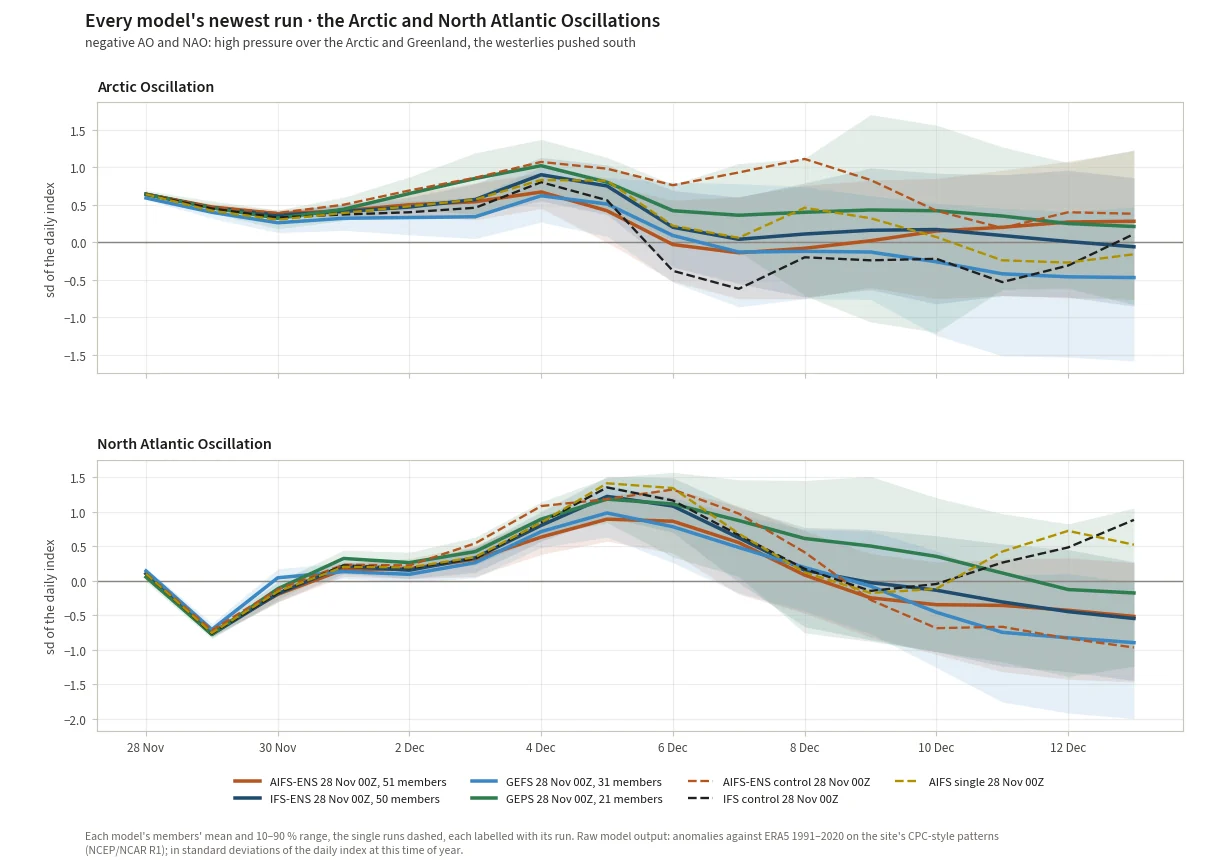 Every model's newest run · the Arctic and North Atlantic Oscillations
negative AO and NAO: high pressure over the Arctic and Greenland, the westerlies pushed south
Arctic Oscillation
sd of the daily index
1.5
1.0
0.5
0.0
−0.5
−1.0
−1.5
North Atlantic Oscillation
sd of the daily index
1.5
1.0
0.5
0.0
−0.5
−1.0
−1.5
−2.0
28 Nov 30 Nov 2 Dec 4 Dec 6 Dec 8 Dec 10 Dec 12 Dec
AIFS-ENS 28 Nov 00Z, 51 members GEFS 28 Nov 00Z, 31 members AIFS-ENS control 28 Nov 00Z AIFS single 28 Nov 00Z
IFS-ENS 28 Nov 00Z, 50 members GEPS 28 Nov 00Z, 21 members IFS control 28 Nov 00Z
Each model's members' mean and 10–90 % range, the single runs dashed, each labelled with its run. Raw model output: anomalies against ERA5 1991–2020 on the site's CPC-style patterns
(NCEP/NCAR R1); in standard deviations of the daily index at this time of year.